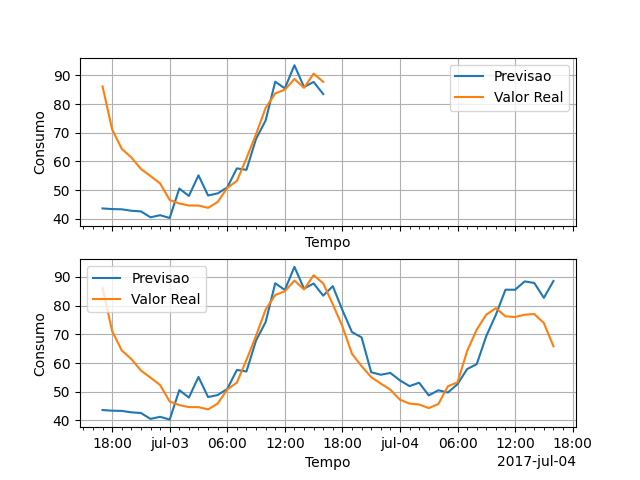 90
80
70
60
50
40
Consumo
Previsao
Valor Real
Tempo
90
80
70
60
50
40
Consumo
Previsao
Valor Real
18:00 jul-03 06:00 12:00 18:00 jul-04 06:00 12:00 18:00
Tempo
2017-jul-04